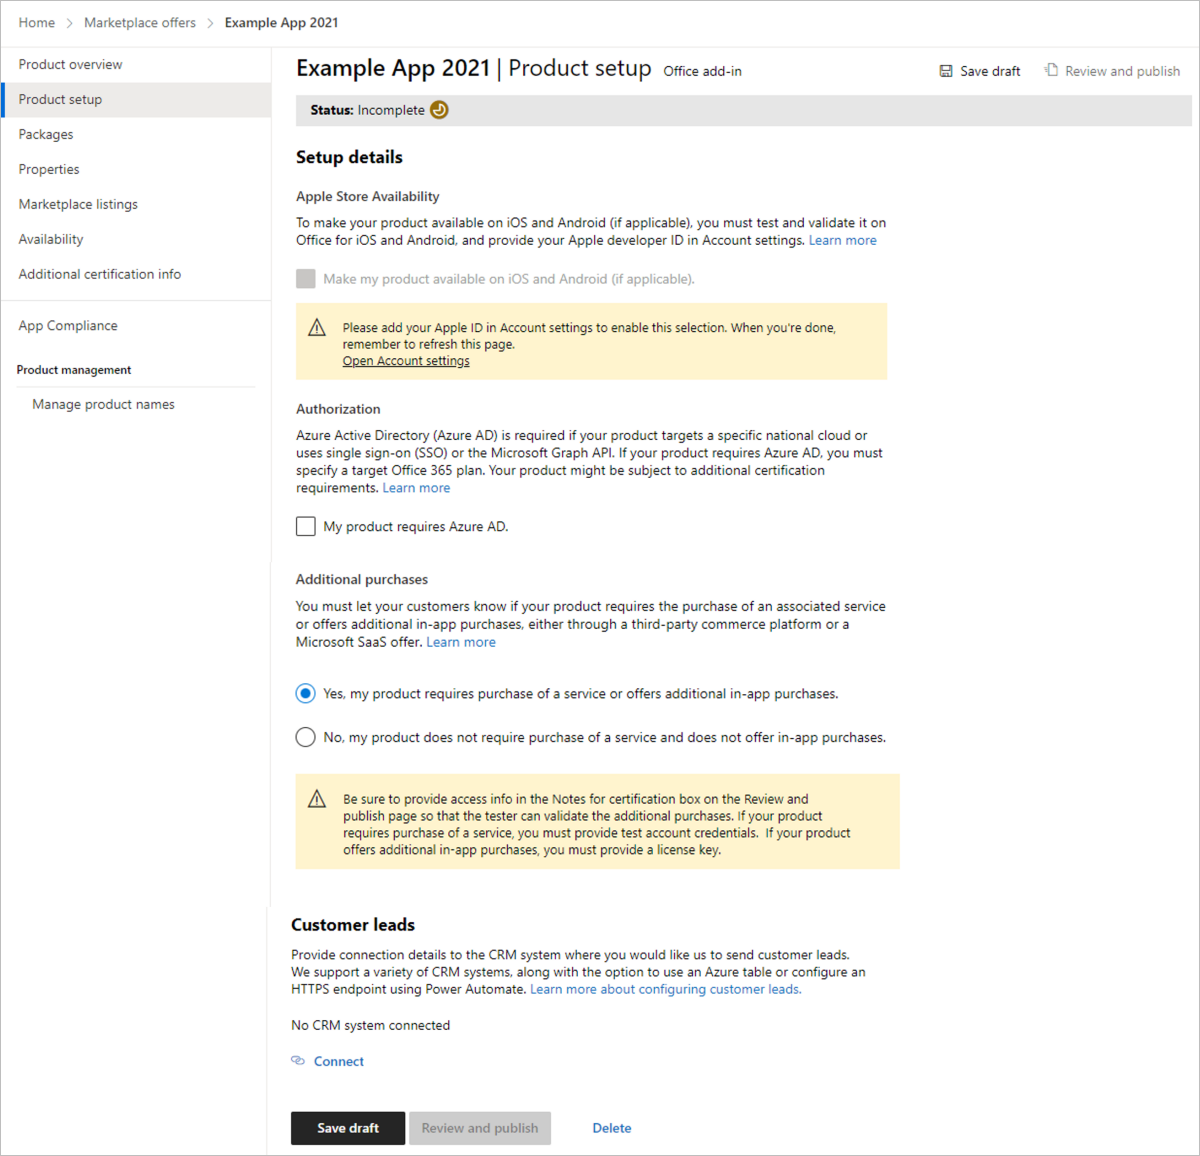 Home > Marketplace offers > Example App 2021
Product overview
Product setup
Packages
Properties
Marketplace listings
Availability
Additional certification info
App Compliance
Product management
Manage product names
Example App 2021 | Product setup Office add-in
Save draft Review and publish
Status: Incomplete
Setup details
Apple Store Availability
To make your product available on iOS and Android (if applicable), you must test and validate it on
Office for iOS and Android, and provide your Apple developer ID in Account settings. Learn more
Make my product available on iOS and Android (if applicable).
Please add your Apple ID in Account settings to enable this selection. When you're done,
remember to refresh this page.
Open Account settings
Authorization
Azure Active Directory (Azure AD) is required if your product targets a specific national cloud or
uses single sign-on (SSO) or the Microsoft Graph API. If your product requires Azure AD, you must
specify a target Office 365 plan. Your product might be subject to additional certification
requirements. Learn more
My product requires Azure AD.
Additional purchases
You must let your customers know if your product requires the purchase of an associated service
or offers additional in-app purchases, either through a third-party commerce platform or a
Microsoft SaaS offer. Learn more
Yes, my product requires purchase of a service or offers additional in-app purchases.
No, my product does not require purchase of a service and does not offer in-app purchases.
Be sure to provide access info in the Notes for certification box on the Review and
publish page so that the tester can validate the additional purchases. If your product
requires purchase of a service, you must provide test account credentials. If your product
offers additional in-app purchases, you must provide a license key.
Customer leads
Provide connection details to the CRM system where you would like us to send customer leads.
We support a variety of CRM systems, along with the option to use an Azure table or configure an
HTTPS endpoint using Power Automate. Learn more about configuring customer leads.
No CRM system connected
Connect
Save draft Review and publish Delete